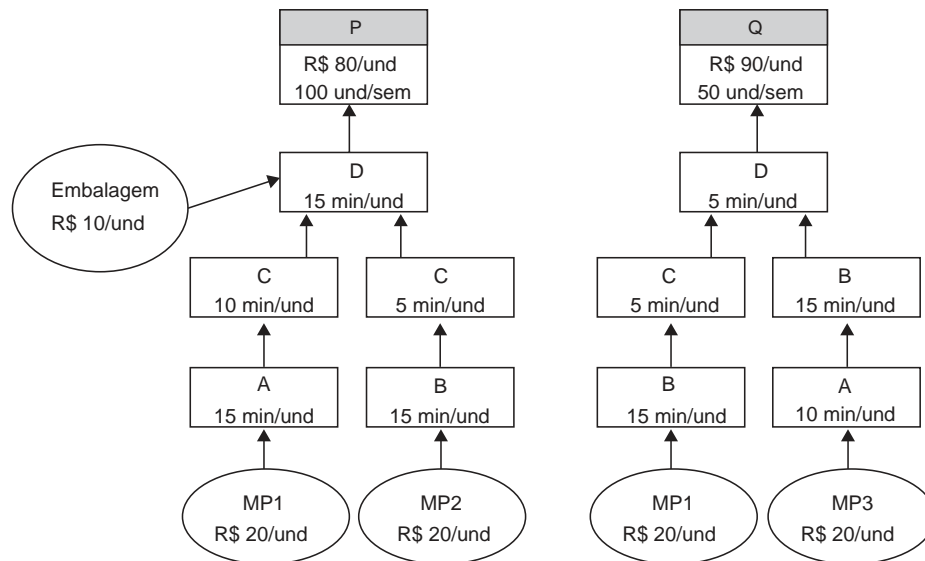 P
R$ 80/und
100 und/sem
Q
R$ 90/und
50 und/sem
Embalagem
R$ 10/und
D
15 min/und
D
5 min/und
C
10 min/und
C
5 min/und
C
5 min/und
B
15 min/und
A
15 min/und
B
15 min/und
B
15 min/und
A
10 min/und
MP1
R$ 20/und
MP2
R$ 20/und
MP1
R$ 20/und
MP3
R$ 20/und